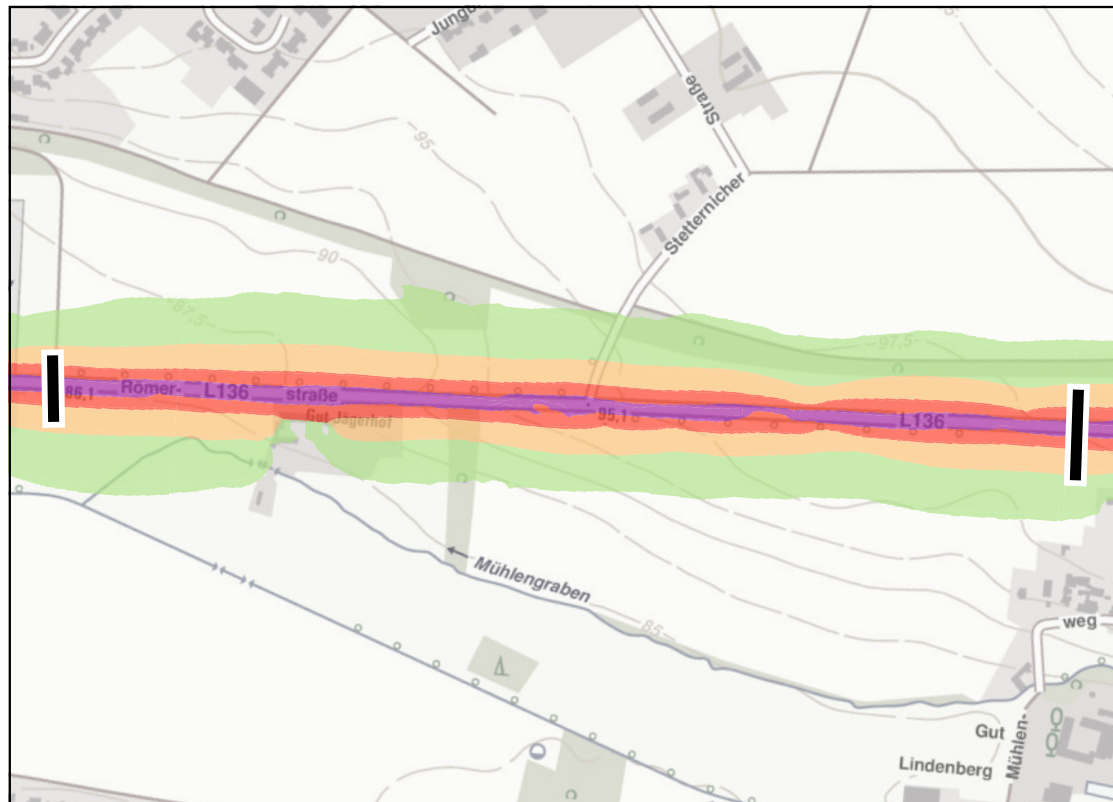 Straße
95
Stetternicher
90
87,5
97,5
86,1
Römer-
L136
straße
Gut Jägerhof
95,1
L136
Mühlengraben
85
weg
Gut
Lindenberg
Mühlen-